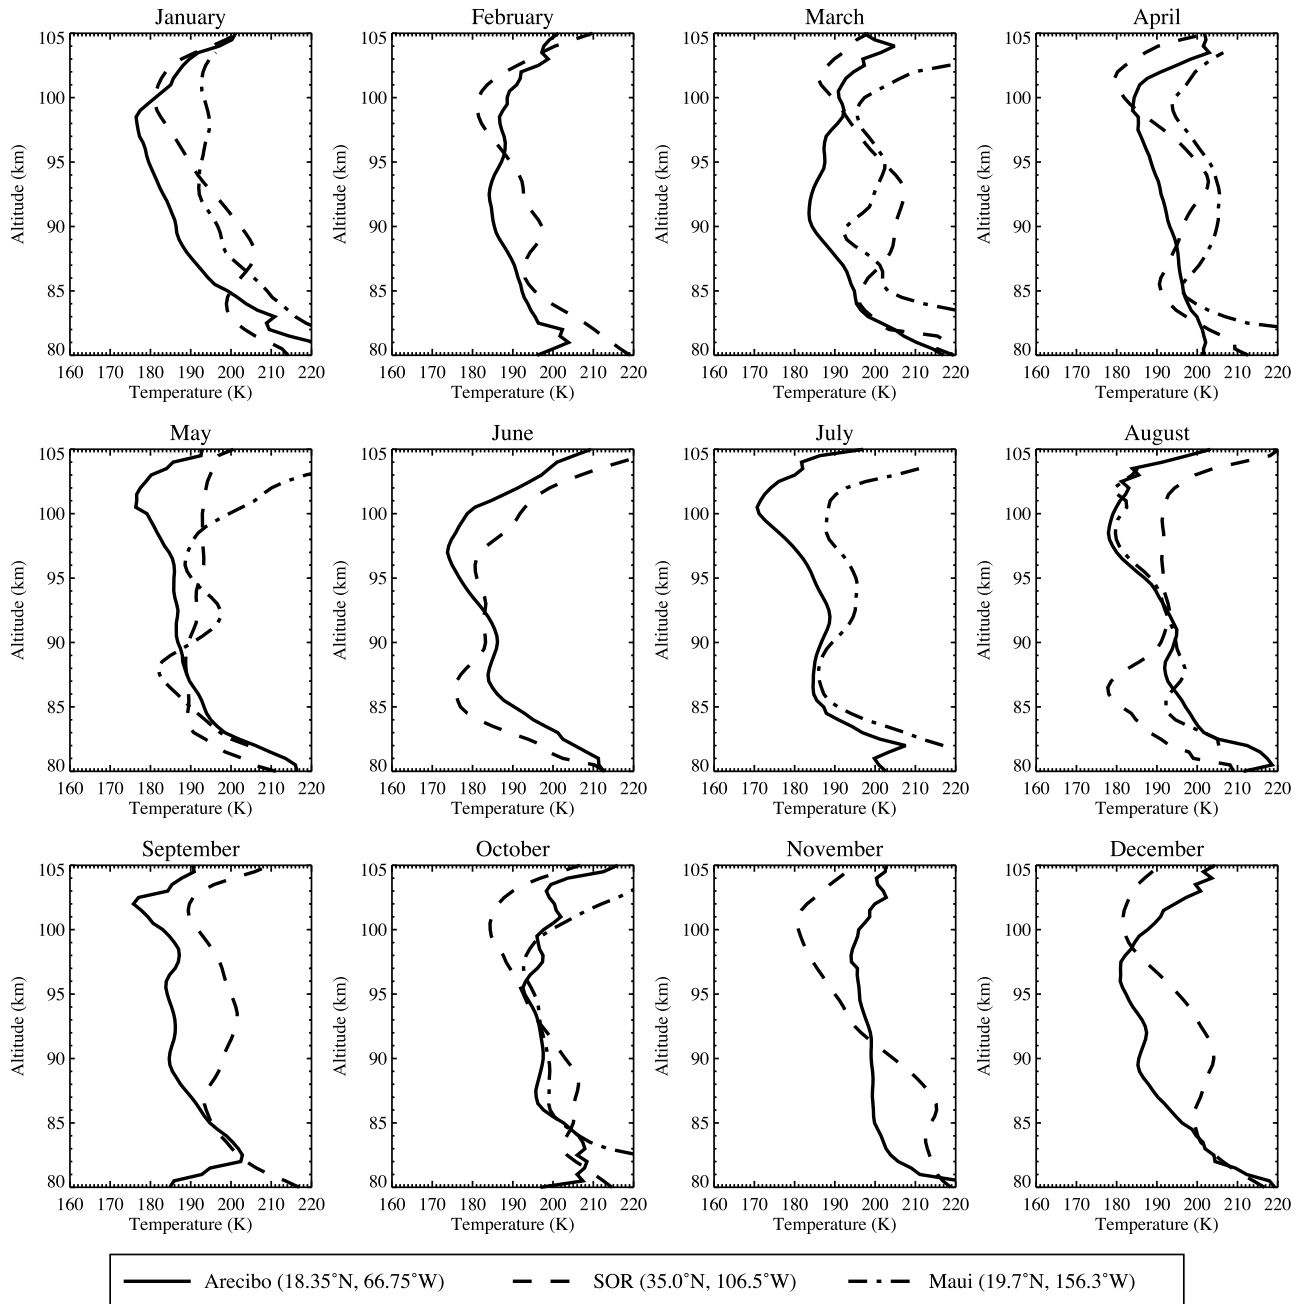 January February March April
105 105 105 105
100 100 100 100
95 95 95 95
90 90 90 90
85 85 85 85
80 80 80 80
Altitude (km) Altitude (km) Altitude (km) Altitude (km)
160 170 180 190 200 210 220 160 170 180 190 200 210 220 160 170 180 190 200 210 220 160 170 180 190 200 210 220
Temperature (K) Temperature (K) Temperature (K) Temperature (K)
May June July August
105 105 105 105
100 100 100 100
95 95 95 95
90 90 90 90
85 85 85 85
80 80 80 80
Altitude (km) Altitude (km) Altitude (km) Altitude (km)
160 170 180 190 200 210 220 160 170 180 190 200 210 220 160 170 180 190 200 210 220 160 170 180 190 200 210 220
Temperature (K) Temperature (K) Temperature (K) Temperature (K)
September October November December
105 105 105 105
100 100 100 100
95 95 95 95
90 90 90 90
85 85 85 85
80 80 80 80
Altitude (km) Altitude (km) Altitude (km) Altitude (km)
160 170 180 190 200 210 220 160 170 180 190 200 210 220 160 170 180 190 200 210 220 160 170 180 190 200 210 220
Temperature (K) Temperature (K) Temperature (K) Temperature (K)
Arecibo (18.35°N, 66.75°W) SOR (35.0°N, 106.5°W) Maui (19.7°N, 156.3°W)